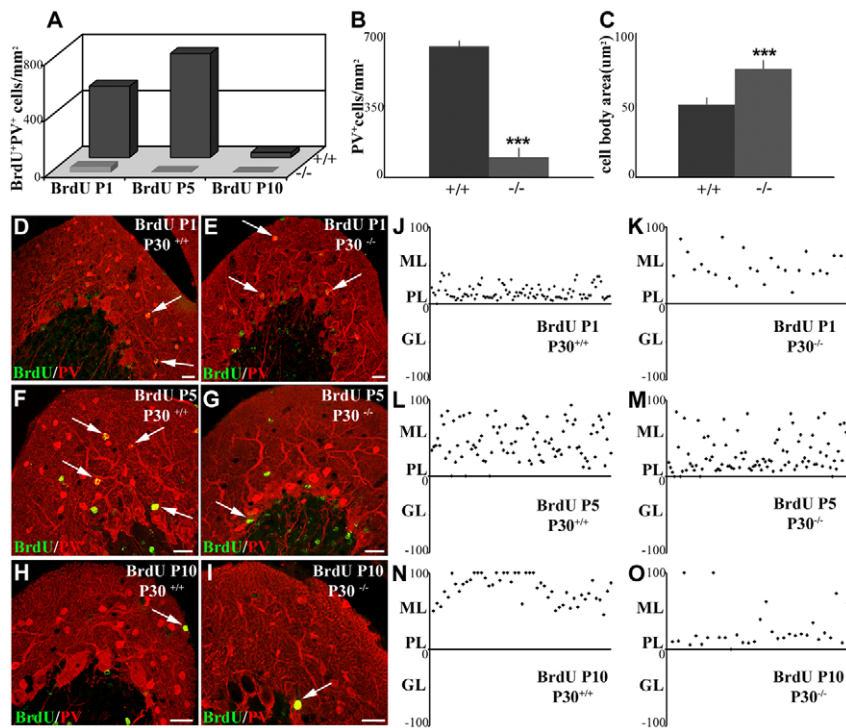 A
BrdU⁺PV⁺ cells/mm²
800
400
0
BrdU P1 BrdU P5 BrdU P10
+/+
-/-
B
PV⁺cells/mm²
700
350
0
***
+/+ -/-
C
cell body area(um²)
100
50
0
***
+/+ -/-
D
BrdU P1
P30 +/+
BrdU/PV
E
BrdU P1
P30 -/-
BrdU/PV
F
BrdU P5
P30 +/+
BrdU/PV
G
BrdU P5
P30 -/-
BrdU/PV
H
BrdU P10
P30 +/+
BrdU/PV
I
BrdU P10
P30 -/-
BrdU/PV
J
100
ML
PL
0
GL
-100
BrdU P1
P30+/+
K
100
ML
PL
0
GL
-100
BrdU P1
P30-/-
L
100
ML
PL
0
GL
-100
BrdU P5
P30+/+
M
100
ML
PL
0
GL
-100
BrdU P5
P30-/-
N
100
ML
PL
0
GL
-100
BrdU P10
P30+/+
O
100
ML
PL
0
GL
-100
BrdU P10
P30-/-